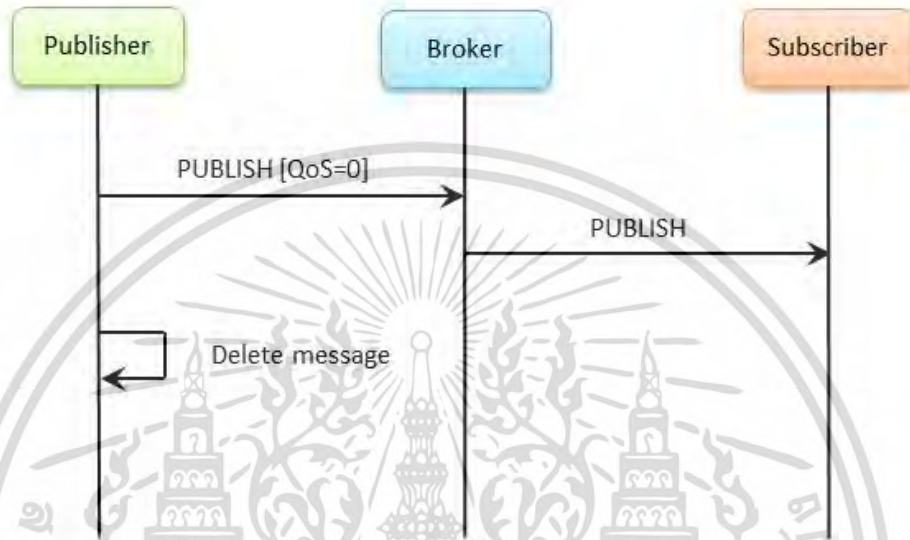 Publisher
Broker
Subscriber
PUBLISH [QoS=0]
PUBLISH
Delete message